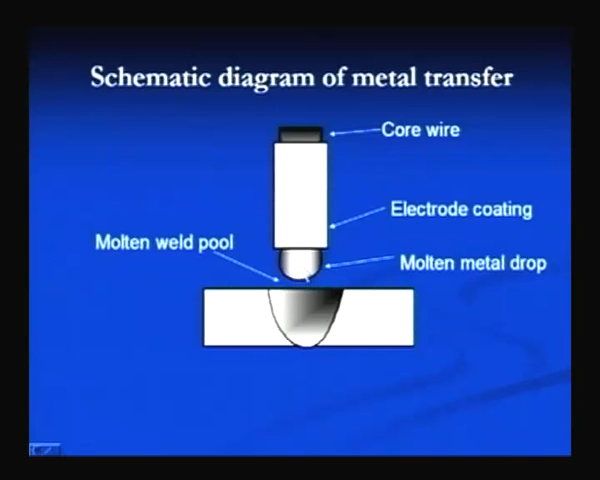 Schematic diagram of metal transfer
Core wire
Electrode coating
Molten weld pool
Molten metal drop